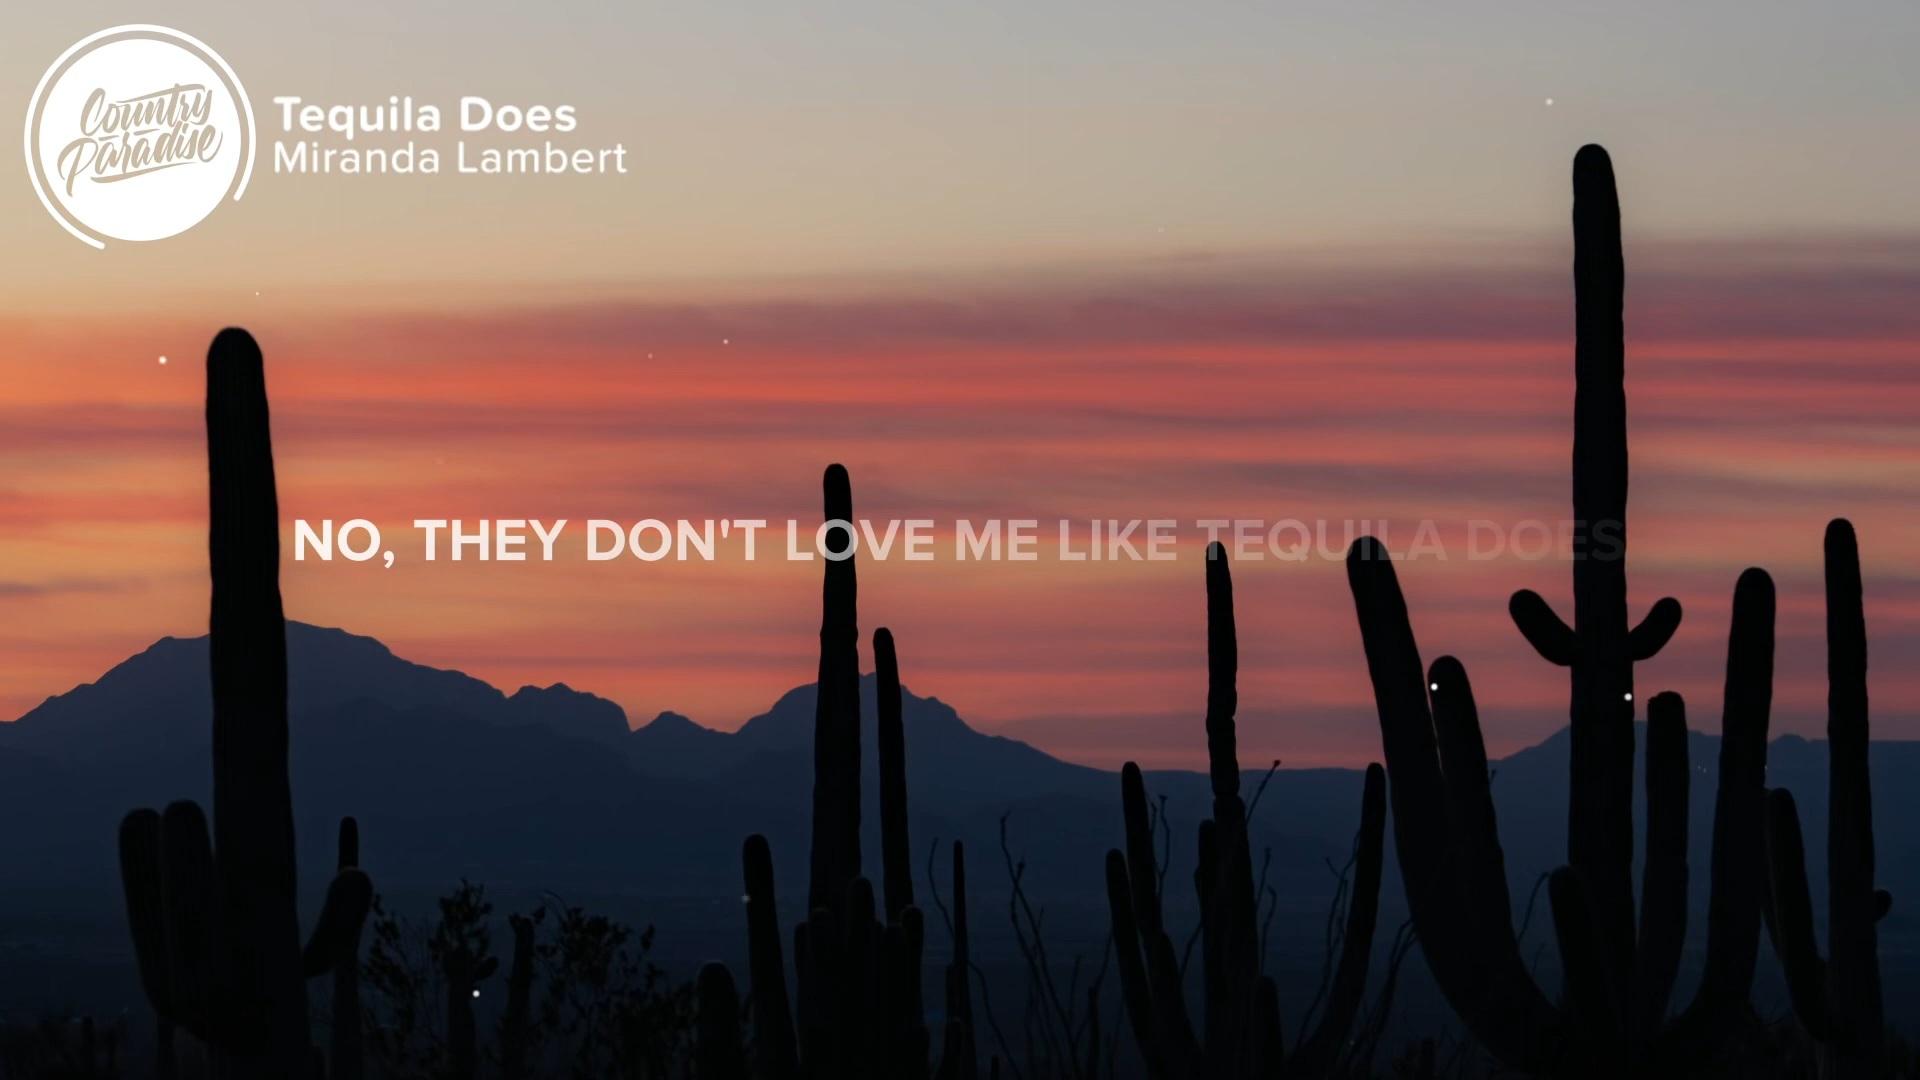 Country
Paradise
Tequila Does
Miranda Lambert
NO, THEY DON'T LOVE ME LIKE TEQUILA DOES